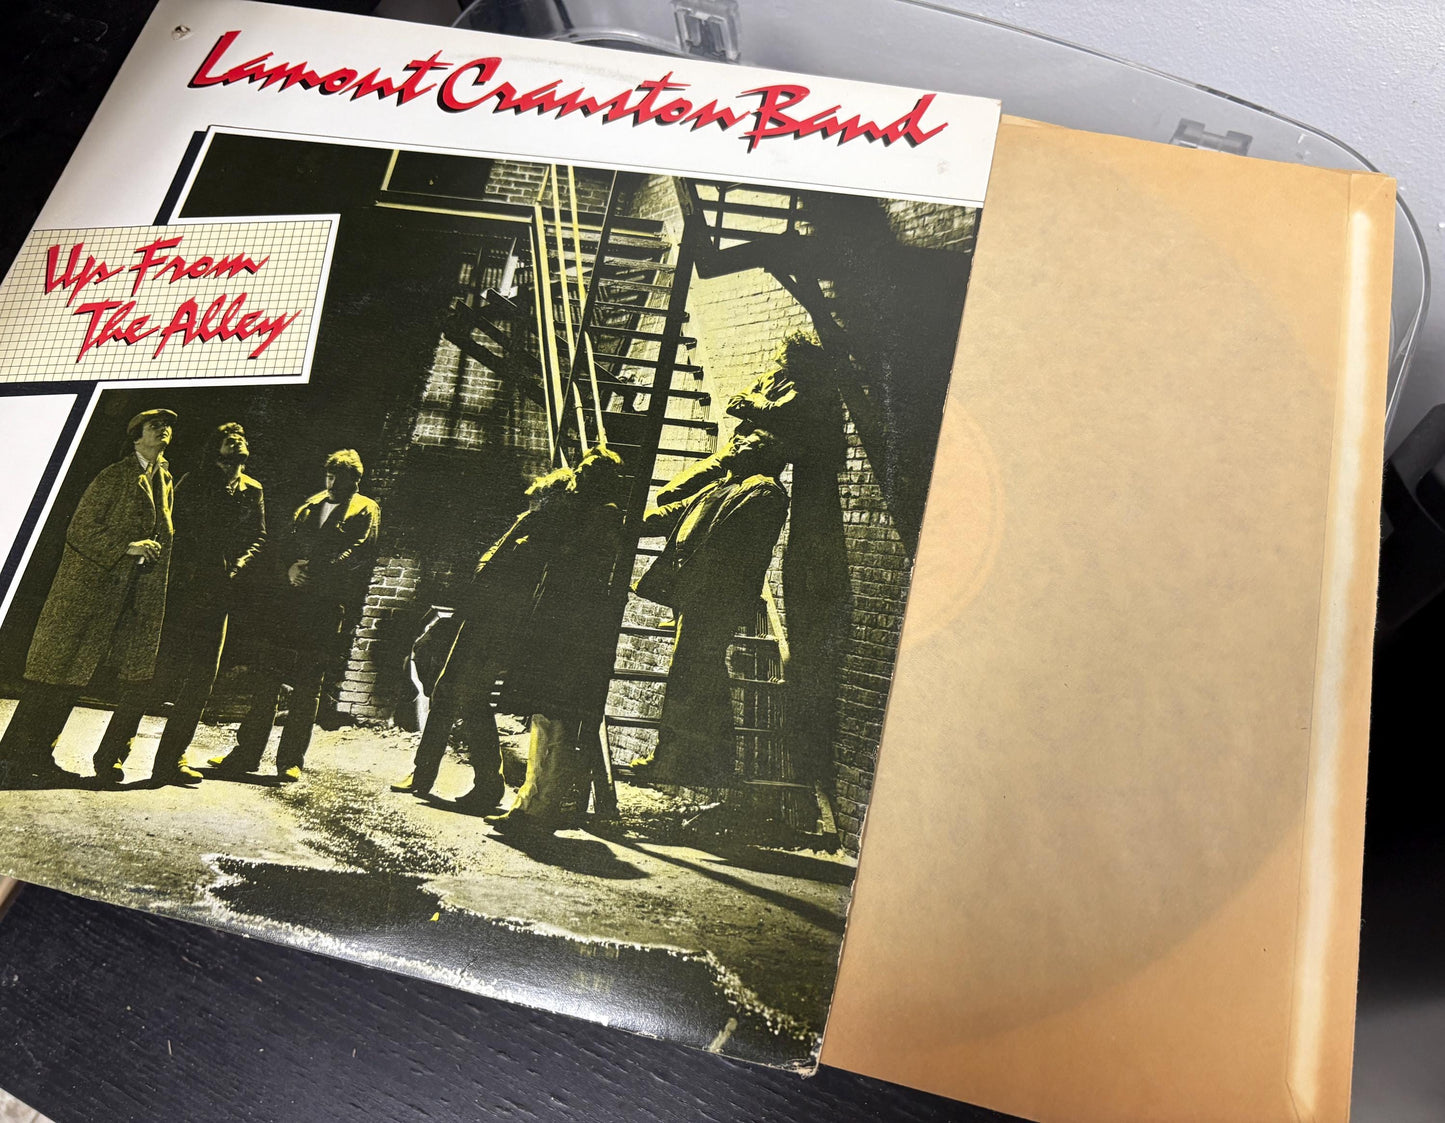 Lamont Cranston Band
Up From
The Alley